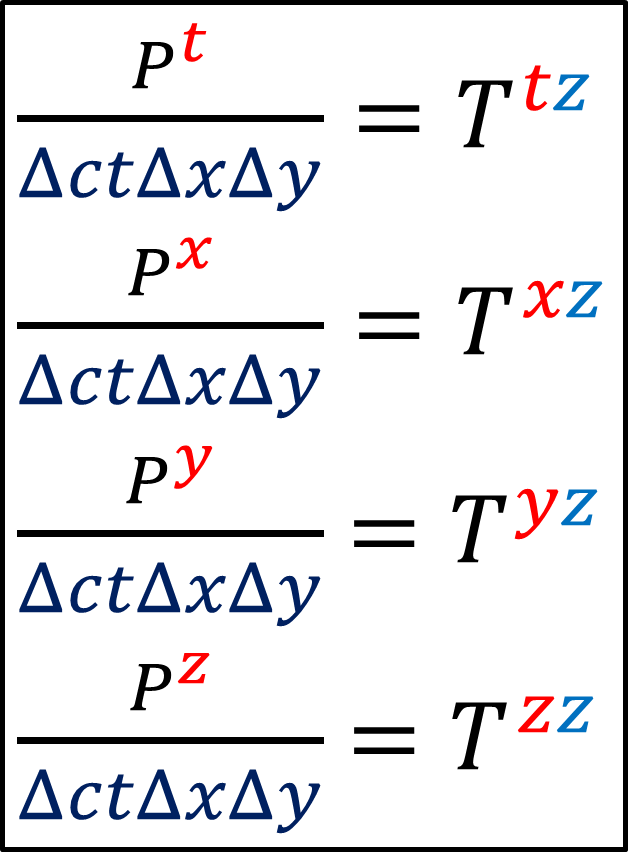 P^t / ΔctΔxΔy = T^tz
P^x / ΔctΔxΔy = T^xz
P^y / ΔctΔxΔy = T^yz
P^z / ΔctΔxΔy = T^zz